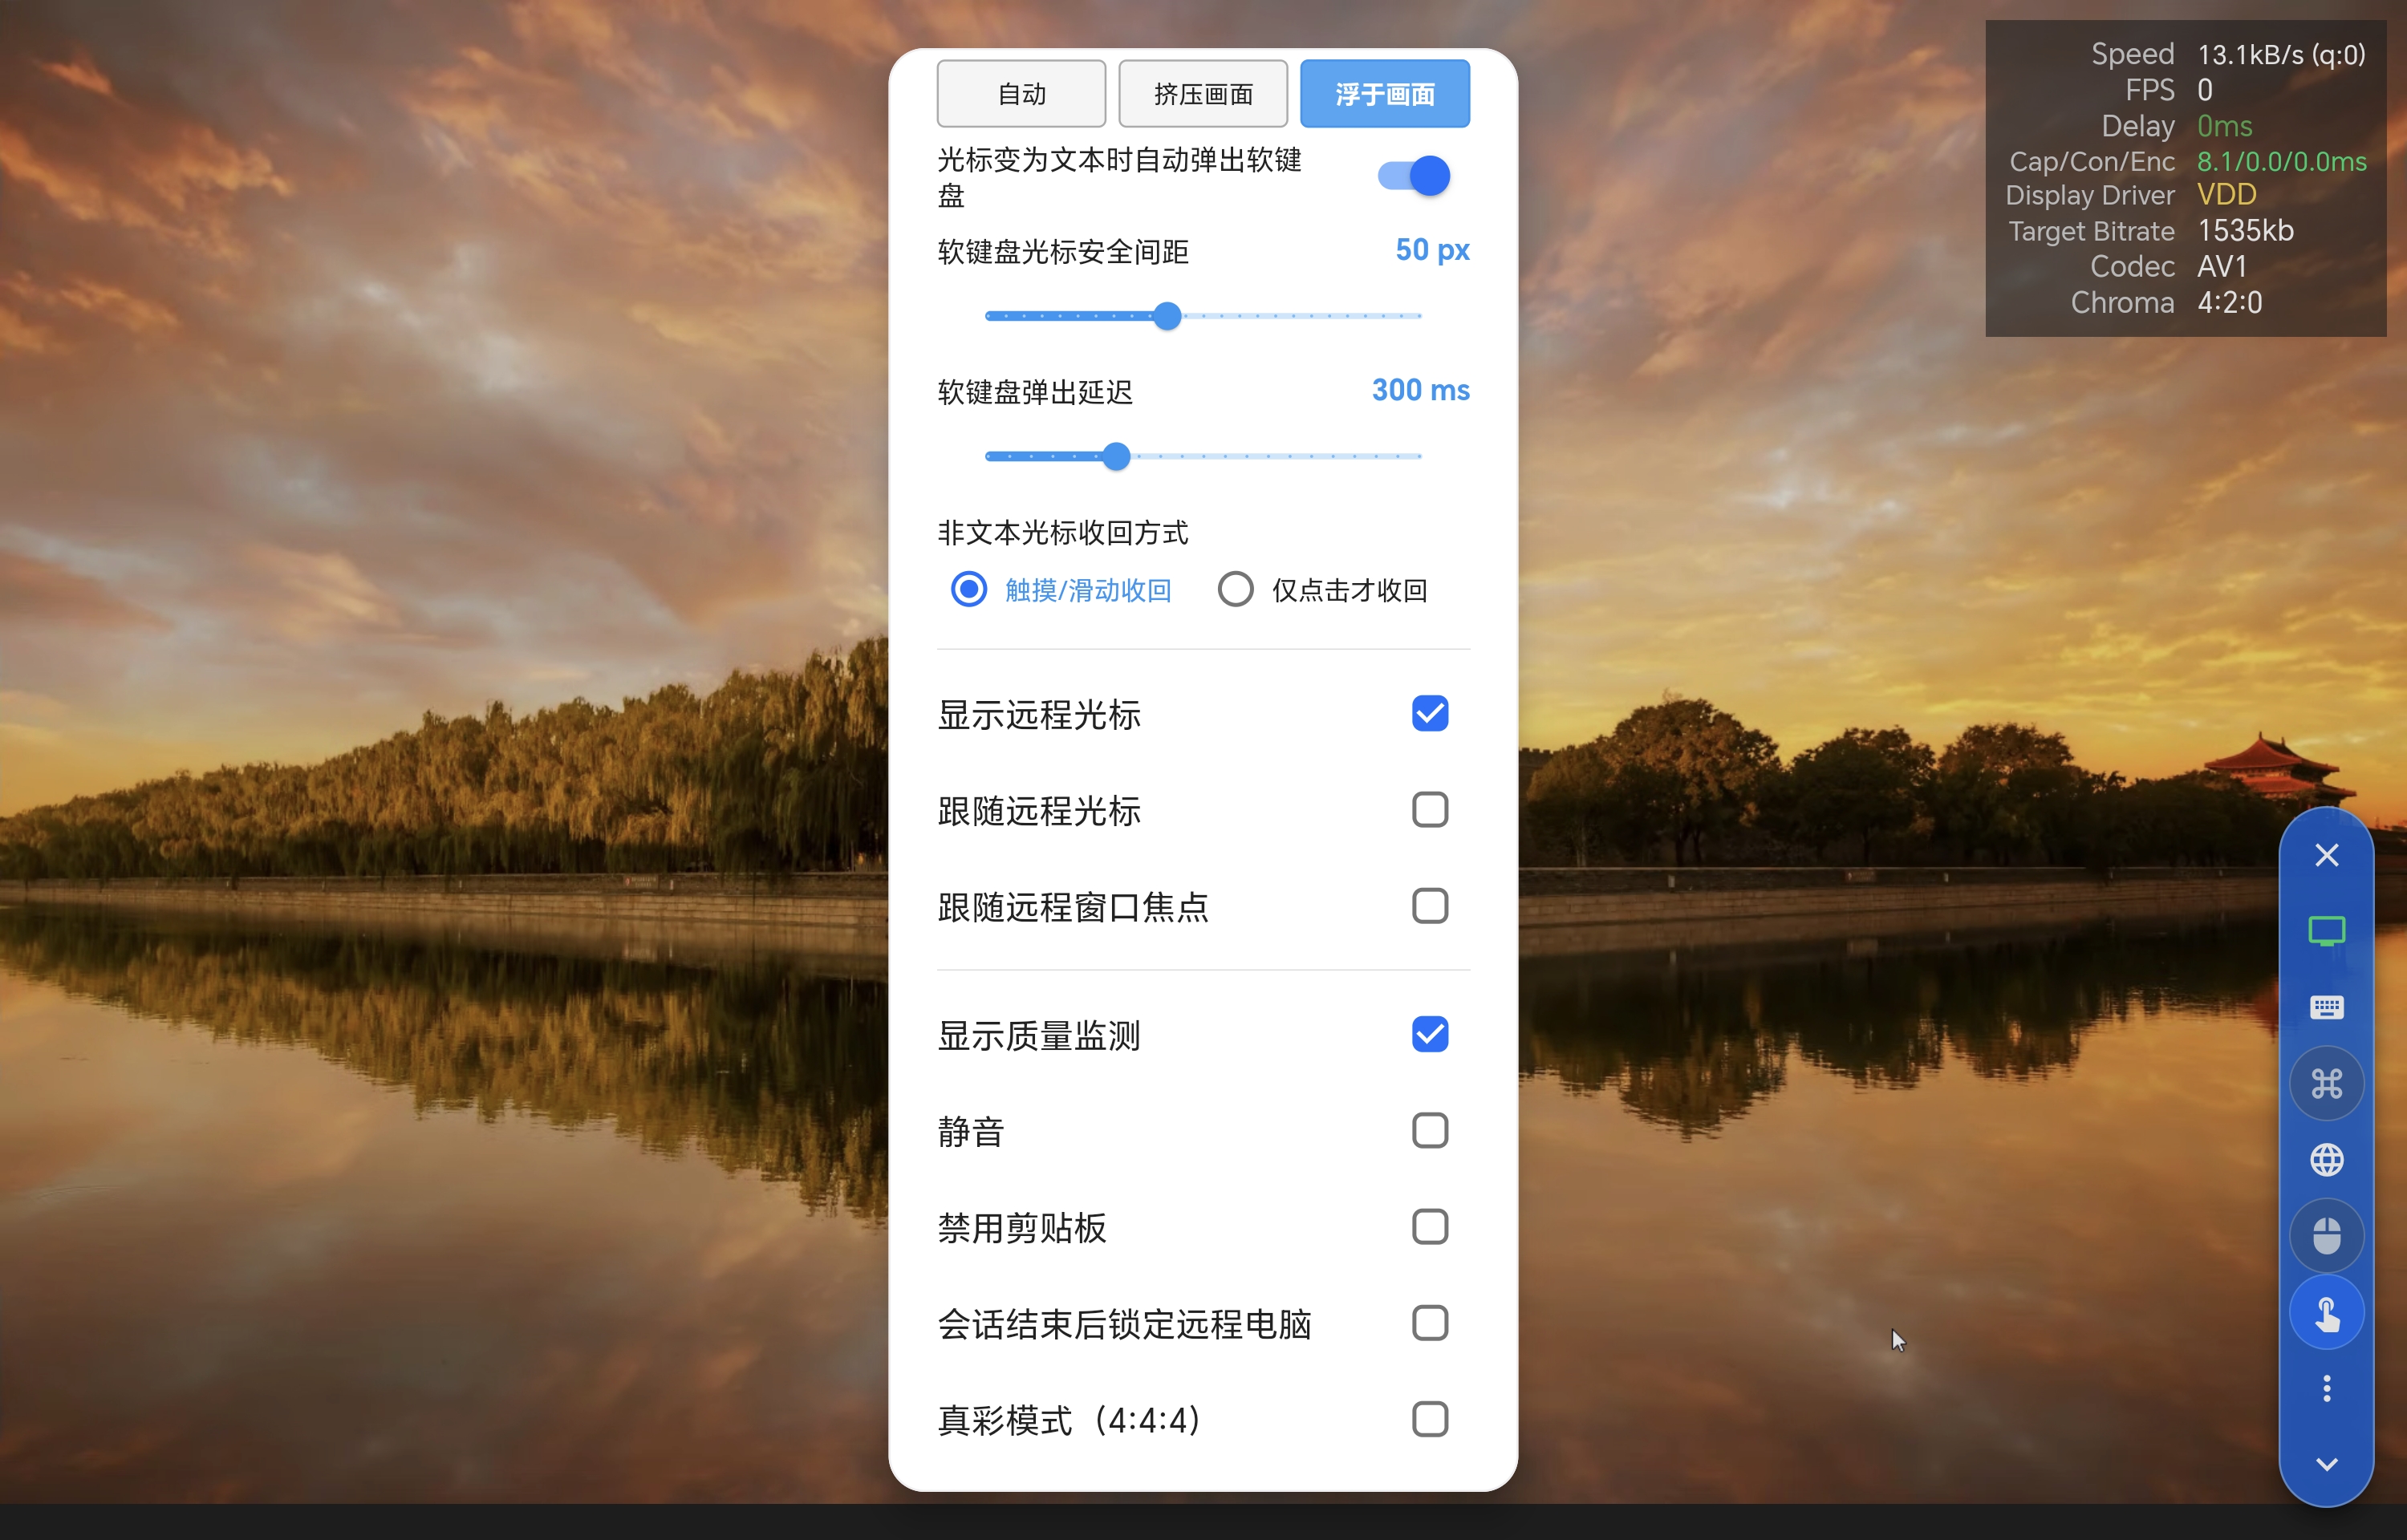 自动 挤压画面 浮于画面
光标变为文本时自动弹出软键
盘
软键盘光标安全间距 50 px
软键盘弹出延迟 300 ms
非文本光标收回方式
触摸/滑动收回 仅点击才收回
显示远程光标
跟随远程光标
跟随远程窗口焦点
显示质量监测
静音
禁用剪贴板
会话结束后锁定远程电脑
真彩模式（4:4:4）
Speed 13.1kB/s (q:0)
FPS 0
Delay 0ms
Cap/Con/Enc 8.1/0.0/0.0ms
Display Driver VDD
Target Bitrate 1535kb
Codec AV1
Chroma 4:2:0